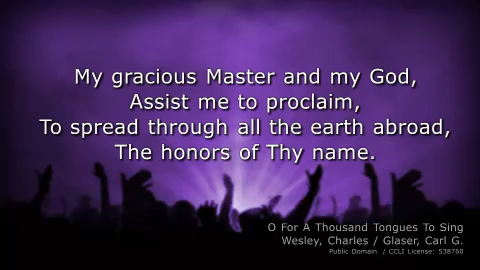 My gracious Master and my God,
Assist me to proclaim,
To spread through all the earth abroad,
The honors of Thy name.
O For A Thousand Tongues To Sing
Wesley, Charles / Glaser, Carl G.
Public Domain / CCLI License: 538760